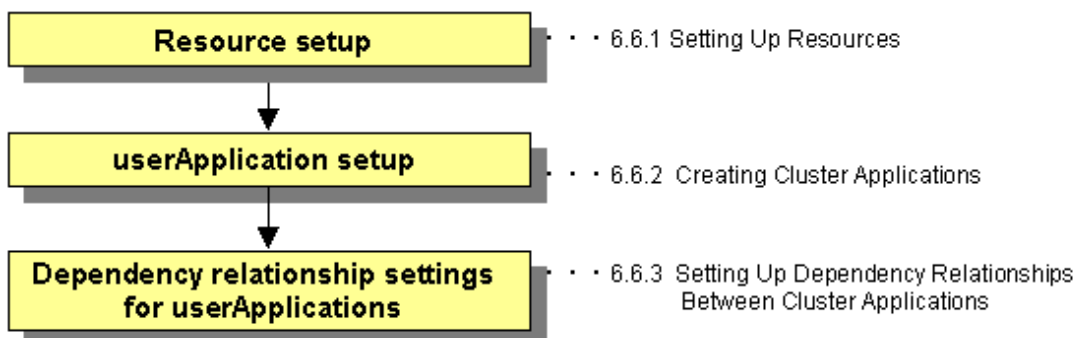 Resource setup ・・・ 6.6.1 Setting Up Resources
userApplication setup ・・・ 6.6.2 Creating Cluster Applications
Dependency relationship settings
for userApplications
・・・ 6.6.3 Setting Up Dependency Relationships
Between Cluster Applications